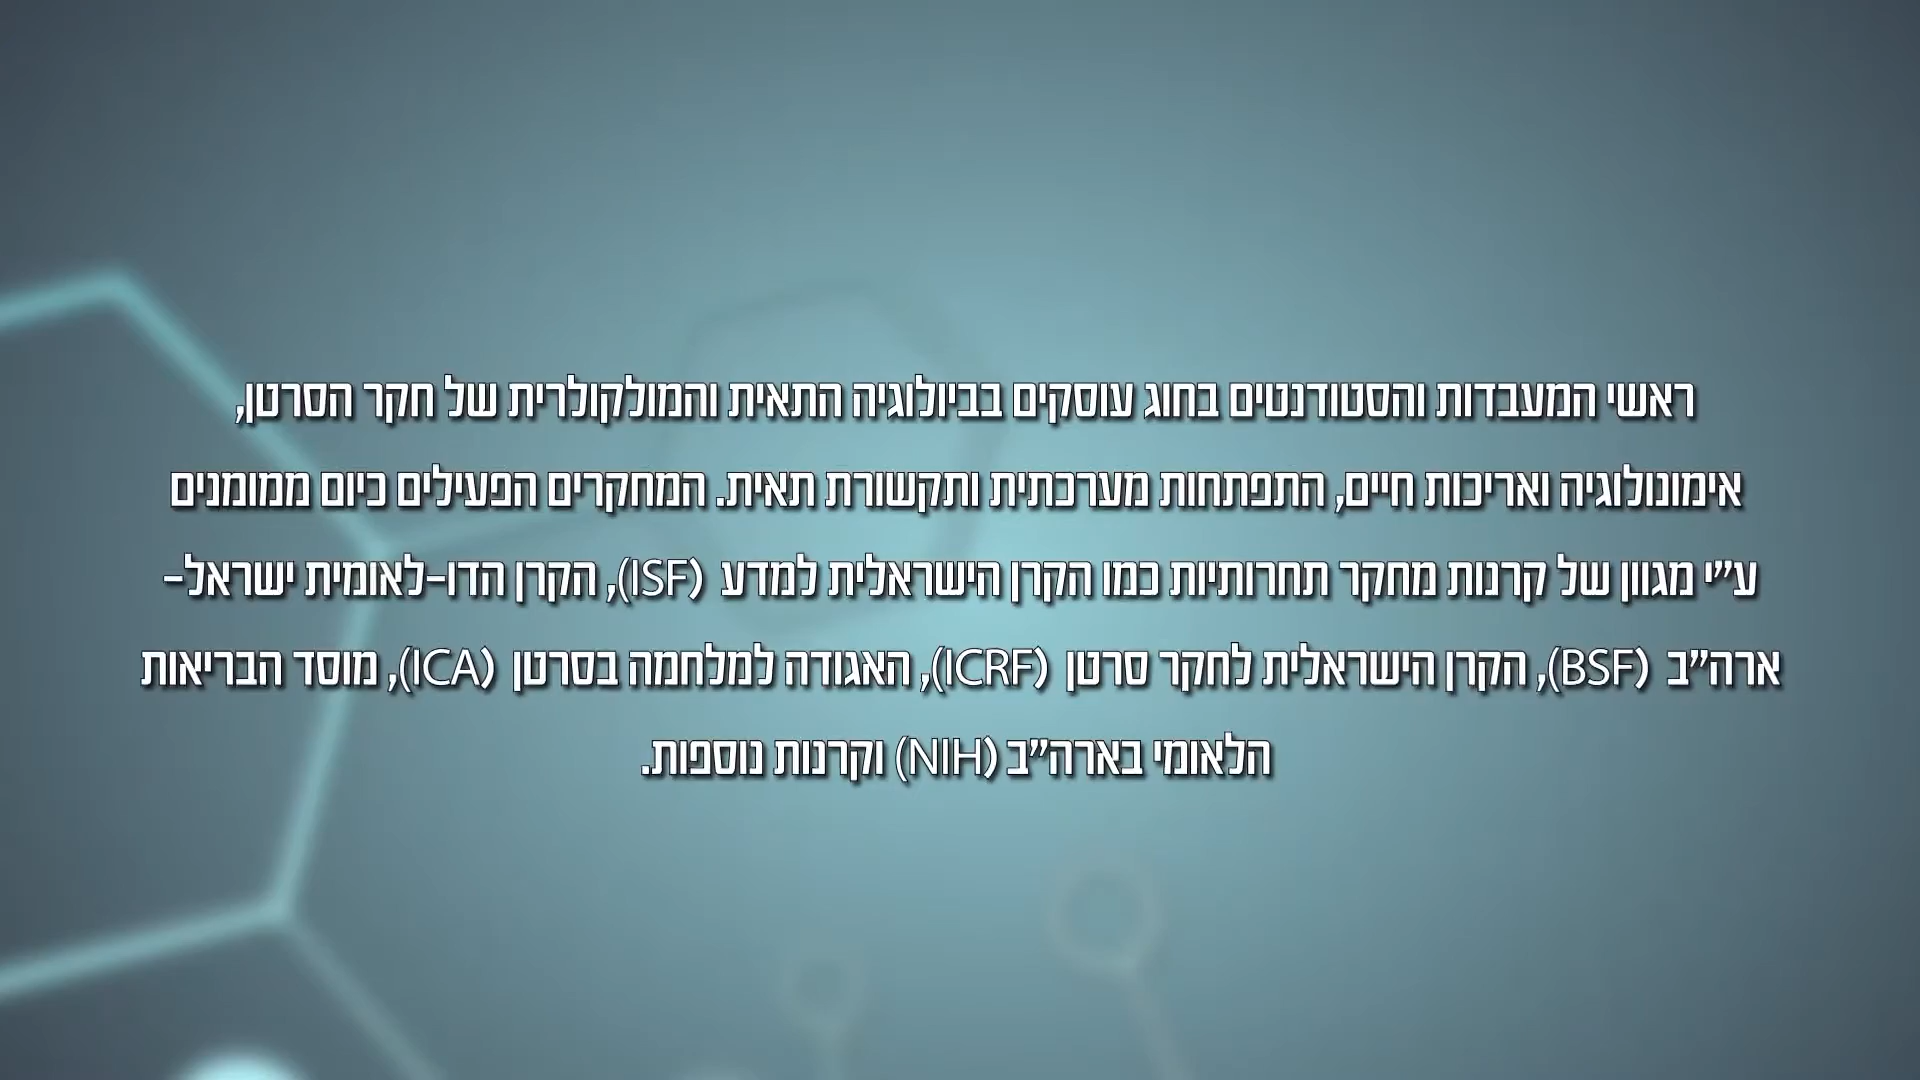 ראשי המעבדות והסטודנטים בחוג עוסקים בביולוגיה התאית והמולקולרית של חקר הסרטן,
אימונולוגיה ואריכות חיים, התפתחות מערכתית ותקשורת תאית. המחקרים הפעילים כיום ממומנים
ע״י מגוון של קרנות מחקר תחרותיות כמו הקרן הישראלית למדע (ISF), הקרן הדו-לאומית ישראל-
ארה״ב (BSF), הקרן הישראלית לחקר סרטן (ICRF), האגודה למלחמה בסרטן (ICA), מוסד הבריאות
הלאומי בארה״ב (NIH) וקרנות נוספות.